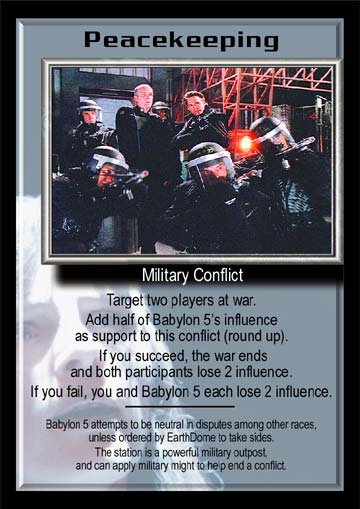 Peacekeeping
Military Conflict
Target two players at war.
Add half of Babylon 5's influence
as support to this conflict (round up).
If you succeed, the war ends
and both participants lose 2 influence.
If you fail, you and Babylon 5 each lose 2 influence.
Babylon 5 attempts to be neutral in disputes among other races,
unless ordered by EarthDome to take sides.
The station is a powerful military outpost,
and can apply military might to help end a conflict.